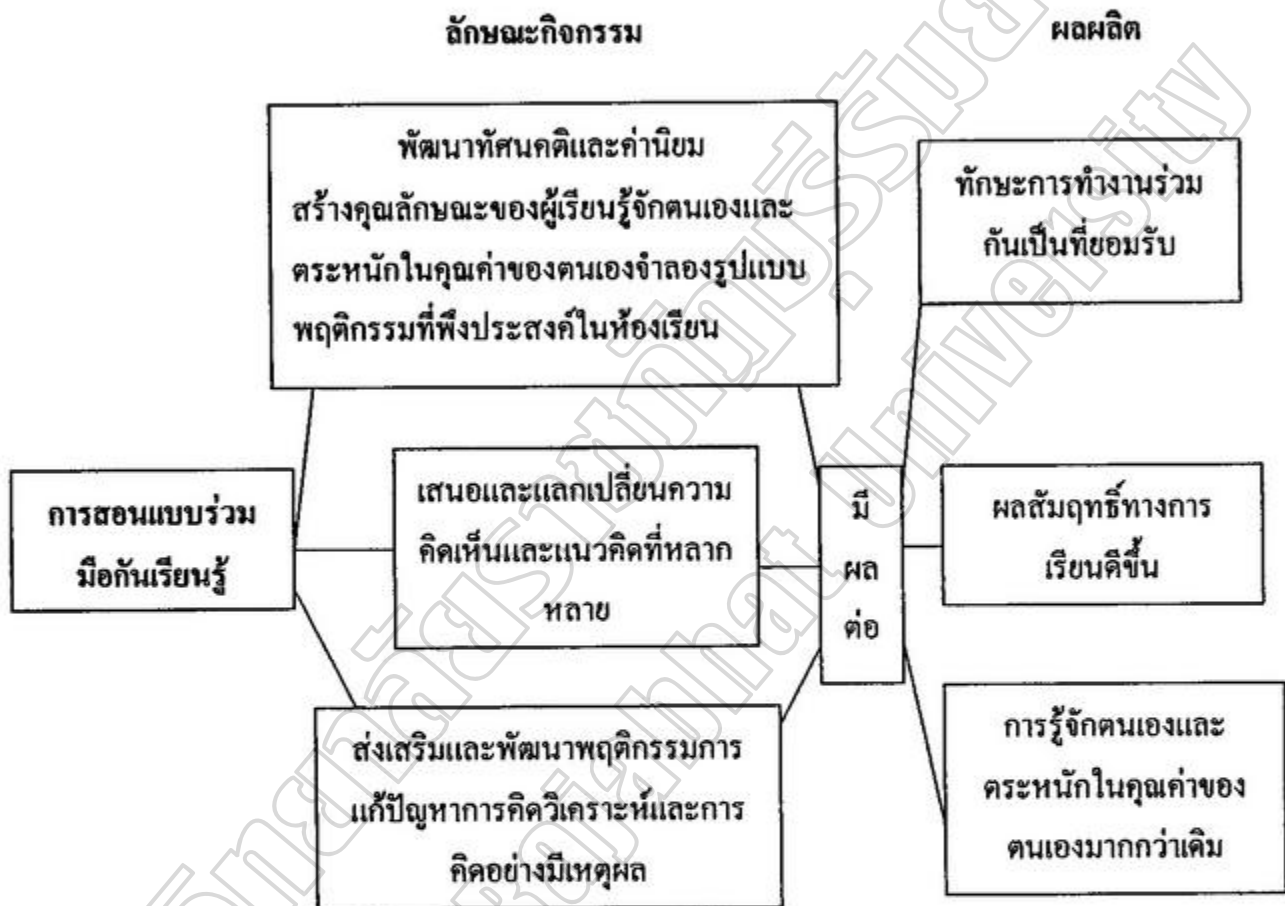 ลักษณะกิจกรรม
ผลผลิต
พัฒนาทัศนคติและค่านิยม
สร้างคุณลักษณะของผู้เรียนรู้จักตนเองและ
ตระหนักในคุณค่าของตนเองจำลองรูปแบบ
พฤติกรรมที่พึงประสงค์ในห้องเรียน
ทักษะการทำงานร่วม
กันเป็นที่ยอมรับ
การสอนแบบร่วม
มือกันเรียนรู้
เสนอและแลกเปลี่ยนความ
คิดเห็นและแนวคิดที่หลาก
หลาย
มี
ผล
ต่อ
ผลสัมฤทธิ์ทางการ
เรียนดีขึ้น
ส่งเสริมและพัฒนาพฤติกรรมการ
แก้ปัญหาการคิดวิเคราะห์และการ
คิดอย่างมีเหตุผล
การรู้จักตนเองและ
ตระหนักในคุณค่าของ
ตนเองมากกว่าเดิม
Rajabhat University